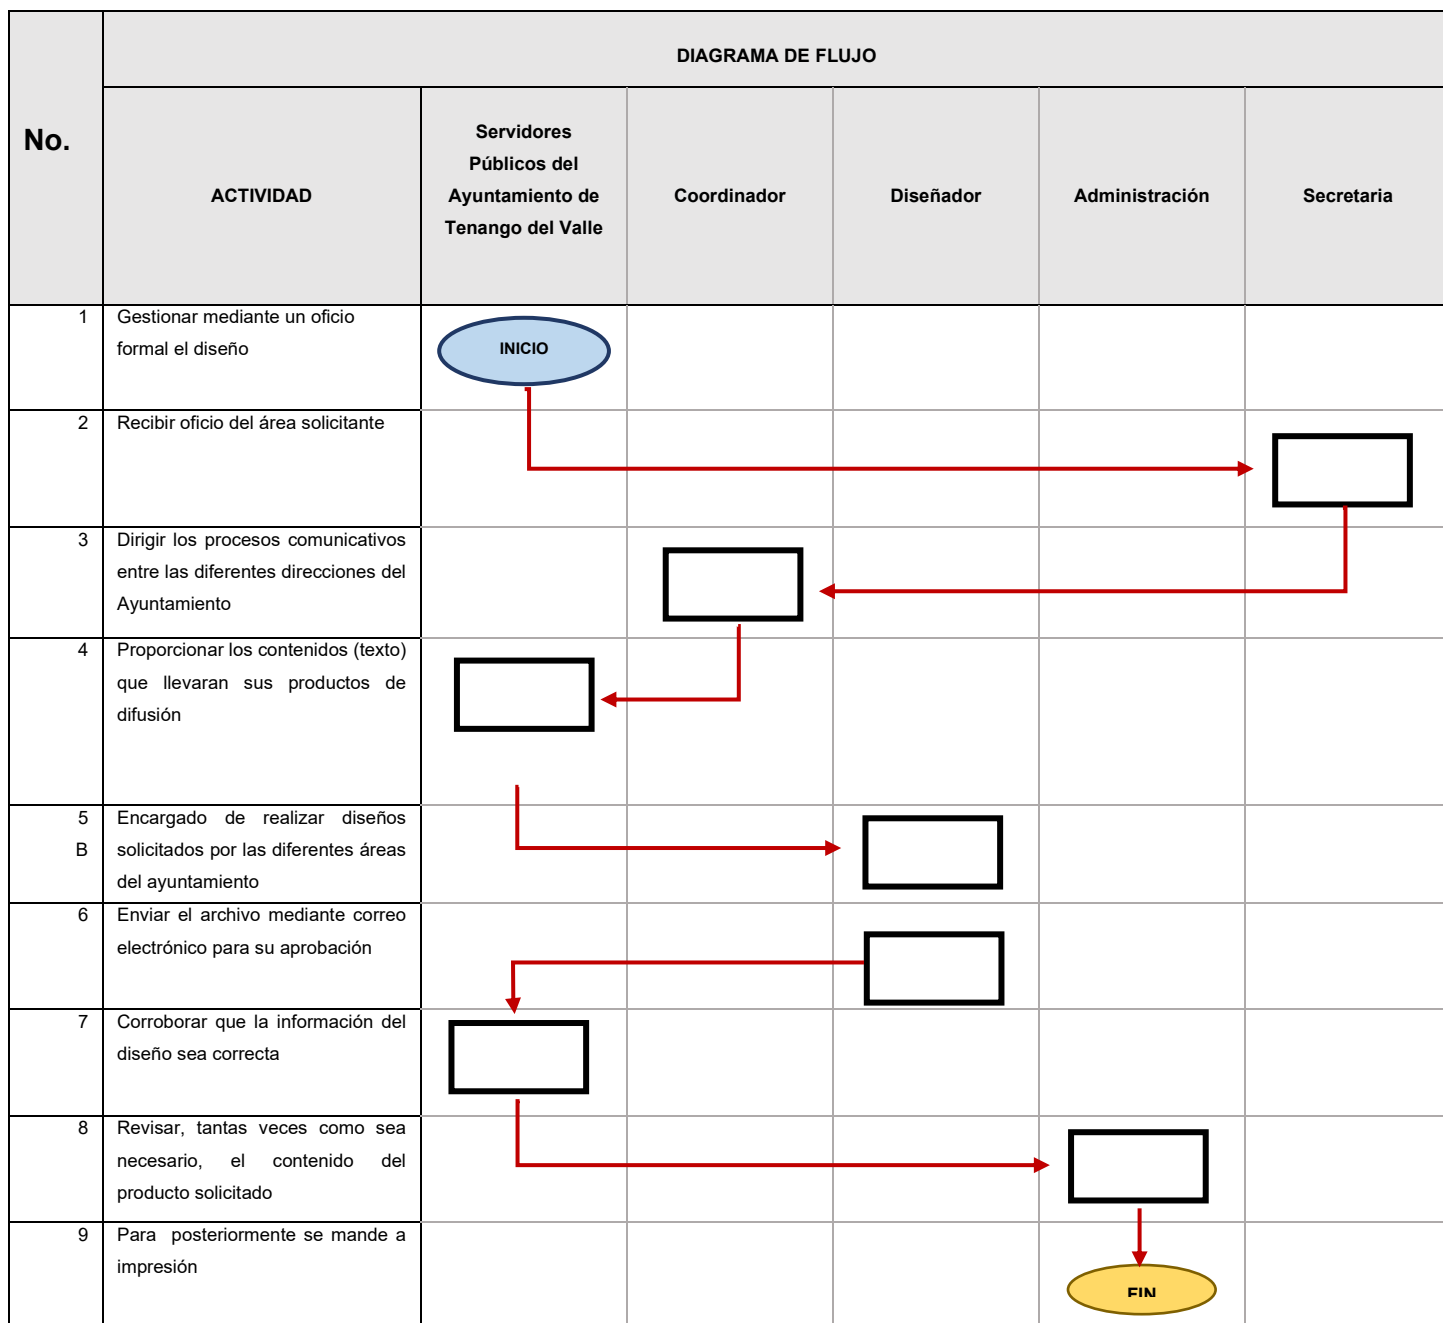 DIAGRAMA DE FLUJO
No.
ACTIVIDAD
Servidores
Públicos del
Ayuntamiento de
Tenango del Valle
Coordinador
Diseñador
Administración
Secretaria
1
Gestionar mediante un oficio
formal el diseño
INICIO
2
Recibir oficio del área solicitante
3
Dirigir los procesos comunicativos
entre las diferentes direcciones del
Ayuntamiento
4
Proporcionar los contenidos (texto)
que llevaran sus productos de
difusión
5
B
Encargado de realizar diseños
solicitados por las diferentes áreas
del ayuntamiento
6
Enviar el archivo mediante correo
electrónico para su aprobación
7
Corroborar que la información del
diseño sea correcta
8
Revisar, tantas veces como sea
necesario, el contenido del
producto solicitado
9
Para posteriormente se mande a
impresión
FIN